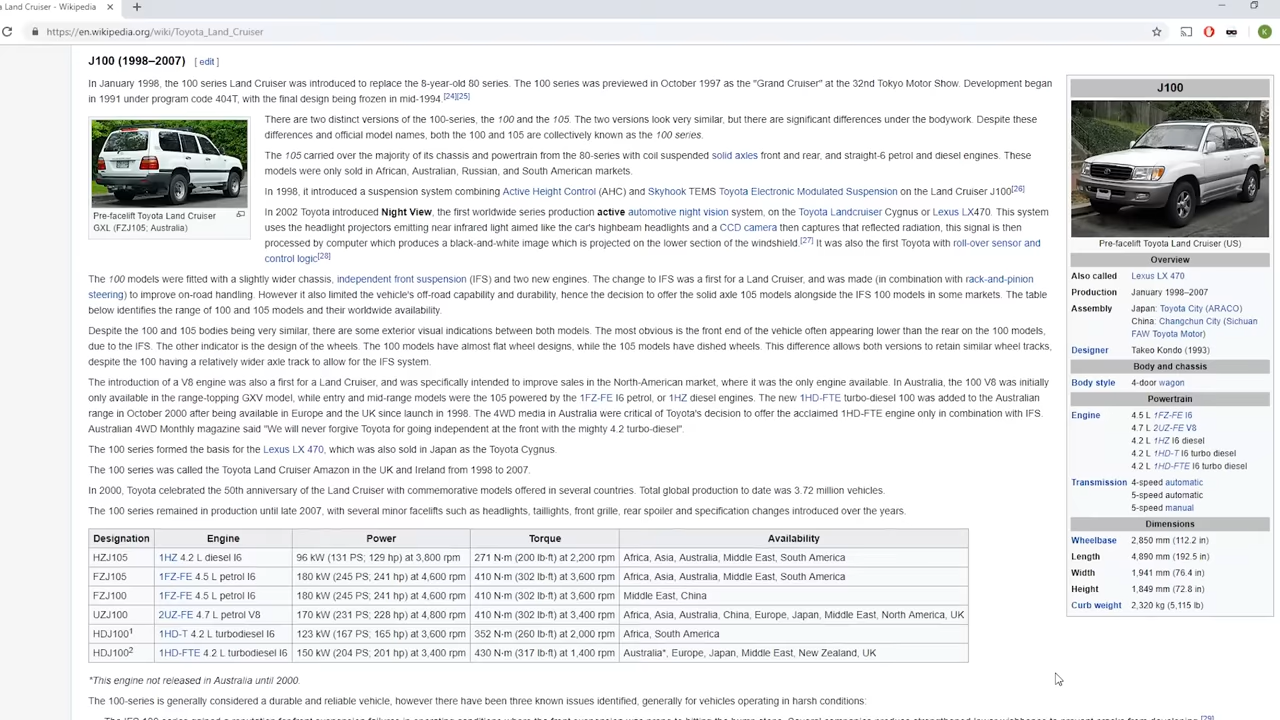 a Land Cruiser - Wikipedia
https://en.wikipedia.org/wiki/Toyota_Land_Cruiser
K
J100 (1998–2007) [ edit ]
In January 1998, the 100 series Land Cruiser was introduced to replace the 8-year-old 80 series. The 100 series was previewed in October 1997 as the "Grand Cruiser" at the 32nd Tokyo Motor Show. Development began
in 1991 under program code 404T, with the final design being frozen in mid-1994.[24][25]
Pre-facelift Toyota Land Cruiser
GXL (FZJ105; Australia)
There are two distinct versions of the 100-series, the 100 and the 105. The two versions look very similar, but there are significant differences under the bodywork. Despite these
differences and official model names, both the 100 and 105 are collectively known as the 100 series.
The 105 carried over the majority of its chassis and powertrain from the 80-series with coil suspended solid axles front and rear, and straight-6 petrol and diesel engines. These
models were only sold in African, Australian, Russian, and South American markets.
In 1998, it introduced a suspension system combining Active Height Control (AHC) and Skyhook TEMS Toyota Electronic Modulated Suspension on the Land Cruiser J100[26]
In 2002 Toyota introduced Night View, the first worldwide series production active automotive night vision system, on the Toyota Landcruiser Cygnus or Lexus LX470. This system
uses the headlight projectors emitting near infrared light aimed like the car's highbeam headlights and a CCD camera then captures that reflected radiation, this signal is then
processed by computer which produces a black-and-white image which is projected on the lower section of the windshield.[27] It was also the first Toyota with roll-over sensor and
control logic[28]
The 100 models were fitted with a slightly wider chassis, independent front suspension (IFS) and two new engines. The change to IFS was a first for a Land Cruiser, and was made (in combination with rack-and-pinion
steering) to improve on-road handling. However it also limited the vehicle's off-road capability and durability, hence the decision to offer the solid axle 105 models alongside the IFS 100 models in some markets. The table
below identifies the range of 100 and 105 models and their worldwide availability.
Despite the 100 and 105 bodies being very similar, there are some exterior visual indications between both models. The most obvious is the front end of the vehicle often appearing lower than the rear on the 100 models,
due to the IFS. The other indicator is the design of the wheels. The 100 models have almost flat wheel designs, while the 105 models have dished wheels. This difference allows both versions to retain similar wheel tracks,
despite the 100 having a relatively wider axle track to allow for the IFS system.
The introduction of a V8 engine was also a first for a Land Cruiser, and was specifically intended to improve sales in the North-American market, where it was the only engine available. In Australia, the 100 V8 was initially
only available in the range-topping GXV model, while entry and mid-range models were the 105 powered by the 1FZ-FE I6 petrol, or 1HZ diesel engines. The new 1HD-FTE turbo-diesel 100 was added to the Australian
range in October 2000 after being available in Europe and the UK since launch in 1998. The 4WD media in Australia were critical of Toyota's decision to offer the acclaimed 1HD-FTE engine only in combination with IFS.
Australian 4WD Monthly magazine said "We will never forgive Toyota for going independent at the front with the mighty 4.2 turbo-diesel".
The 100 series formed the basis for the Lexus LX 470, which was also sold in Japan as the Toyota Cygnus.
The 100 series was called the Toyota Land Cruiser Amazon in the UK and Ireland from 1998 to 2007.
In 2000, Toyota celebrated the 50th anniversary of the Land Cruiser with commemorative models offered in several countries. Total global production to date was 3.72 million vehicles.
The 100 series remained in production until late 2007, with several minor facelifts such as headlights, taillights, front grille, rear spoiler and specification changes introduced over the years.
Designation Engine Power Torque Availability
HZJ105 1HZ 4.2 L diesel I6 96 kW (131 PS; 129 hp) at 3,800 rpm 271 N·m (200 lb·ft) at 2,200 rpm Africa, Asia, Australia, Middle East, South America
FZJ105 1FZ-FE 4.5 L petrol I6 180 kW (245 PS; 241 hp) at 4,600 rpm 410 N·m (302 lb·ft) at 3,600 rpm Africa, Asia, Australia, Middle East, South America
FZJ100 1FZ-FE 4.5 L petrol I6 180 kW (245 PS; 241 hp) at 4,600 rpm 410 N·m (302 lb·ft) at 3,600 rpm Middle East, China
UZJ100 2UZ-FE 4.7 L petrol V8 170 kW (231 PS; 228 hp) at 4,800 rpm 410 N·m (302 lb·ft) at 3,400 rpm Africa, Asia, Australia, China, Europe, Japan, Middle East, North America, UK
HDJ100¹ 1HD-T 4.2 L turbodiesel I6 123 kW (167 PS; 165 hp) at 3,600 rpm 352 N·m (260 lb·ft) at 2,000 rpm Africa, South America
HDJ100² 1HD-FTE 4.2 L turbodiesel I6 150 kW (204 PS; 201 hp) at 3,400 rpm 430 N·m (317 lb·ft) at 1,400 rpm Australia*, Europe, Japan, Middle East, New Zealand, UK
*This engine not released in Australia until 2000.
The 100-series is generally considered a durable and reliable vehicle, however there have been three known issues identified, generally for vehicles operating in harsh conditions:
J100
Pre-facelift Toyota Land Cruiser (US)
Overview
Also called Lexus LX 470
Production January 1998–2007
Assembly Japan: Toyota City (ARACO)
China: Changchun City (Sichuan
FAW Toyota Motor)
Designer Takeo Kondo (1993)
Body and chassis
Body style 4-door wagon
Powertrain
Engine 4.5 L 1FZ-FE I6
4.7 L 2UZ-FE V8
4.2 L 1HZ I6 diesel
4.2 L 1HD-T I6 turbo diesel
4.2 L 1HD-FTE I6 turbo diesel
Transmission 4-speed automatic
5-speed automatic
5-speed manual
Dimensions
Wheelbase 2,850 mm (112.2 in)
Length 4,890 mm (192.5 in)
Width 1,941 mm (76.4 in)
Height 1,849 mm (72.8 in)
Curb weight 2,320 kg (5,115 lb)